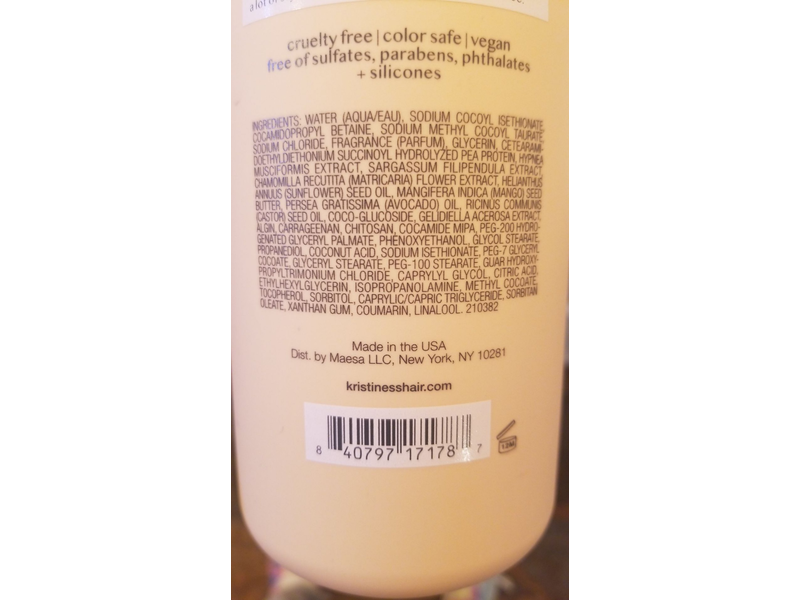 cruelty free | color safe | vegan
free of sulfates, parabens, phthalates
+ silicones
INGREDIENTS: WATER (AQUA/EAU), SODIUM COCOYL ISETHIONATE,
COCAMIDOPROPYL BETAINE, SODIUM METHYL COCOYL TAURATE,
SODIUM CHLORIDE, FRAGRANCE (PARFUM), GLYCERIN, CETEARAMI-
DOETHYLDIETHONIUM SUCCINOYL HYDROLYZED PEA PROTEIN, HYPNEA
MUSCIFORMIS EXTRACT, SARGASSUM FILIPENDULA EXTRACT,
CHAMOMILLA RECUTITA (MATRICARIA) FLOWER EXTRACT, HELIANTHUS
ANNUUS (SUNFLOWER) SEED OIL, MANGIFERA INDICA (MANGO) SEED
BUTTER, PERSEA GRATISSIMA (AVOCADO) OIL, RICINUS COMMUNIS
(CASTOR) SEED OIL, COCO-GLUCOSIDE, GELIDIELLA ACEROSA EXTRACT,
ALGIN, CARRAGEENAN, CHITOSAN, COCAMIDE MIPA, PEG-200 HYDRO-
GENATED GLYCERYL PALMATE, PHENOXYETHANOL, GLYCOL STEARATE,
PROPANEDIOL, COCONUT ACID, SODIUM ISETHIONATE, PEG-7 GLYCERYL
COCOATE, GLYCERYL STEARATE, PEG-100 STEARATE, GUAR HYDROXY-
PROPYLTRIMONIUM CHLORIDE, CAPRYLYL GLYCOL, CITRIC ACID,
ETHYLHEXYLGLYCERIN, ISOPROPANOLAMINE, METHYL COCOATE,
TOCOPHEROL, SORBITOL, CAPRYLIC/CAPRIC TRIGLYCERIDE, SORBITAN
OLEATE, XANTHAN GUM, COUMARIN, LINALOOL. 210382
Made in the USA
Dist. by Maesa LLC, New York, NY 10281
kristinesshair.com
8 40797 17178 7